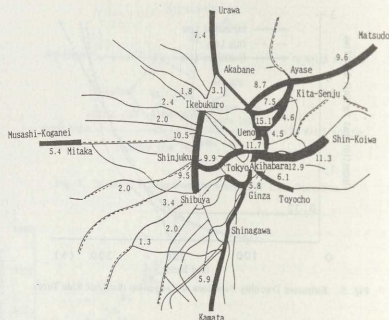 Urawa
7.4
Matsudo
9.6
Akabane
Ayase
8.7
3.1
1.8
Kita-Senju
Ikebukuro
7.5
2.4
15.1
4.6
2.0
Ueno
4.5
Shin-Koiwa
Musashi-Koganei
10.5
11.7
5.4
Mitaka
Shinjuku
9.9
Tokyo
Akihabara
12.9
11.3
9.5
6.1
2.0
5.8
Shibuya
Ginza
Toyocho
3.4
2.0
Shinagawa
1.3
5.9
Kamata